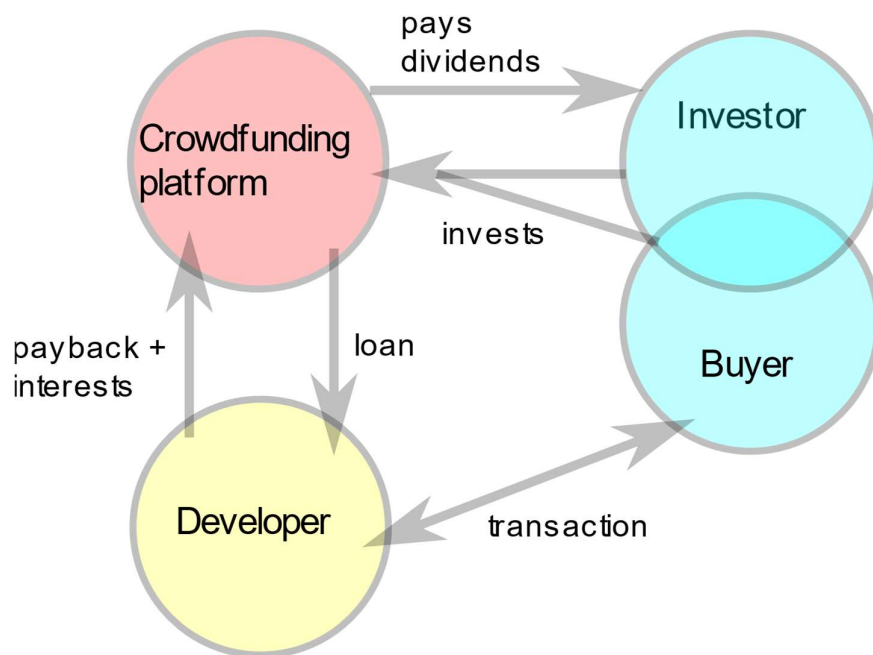 pays
dividends
Investor
Crowdfunding
platform
invests
payback +
interests
loan
Buyer
Developer
transaction